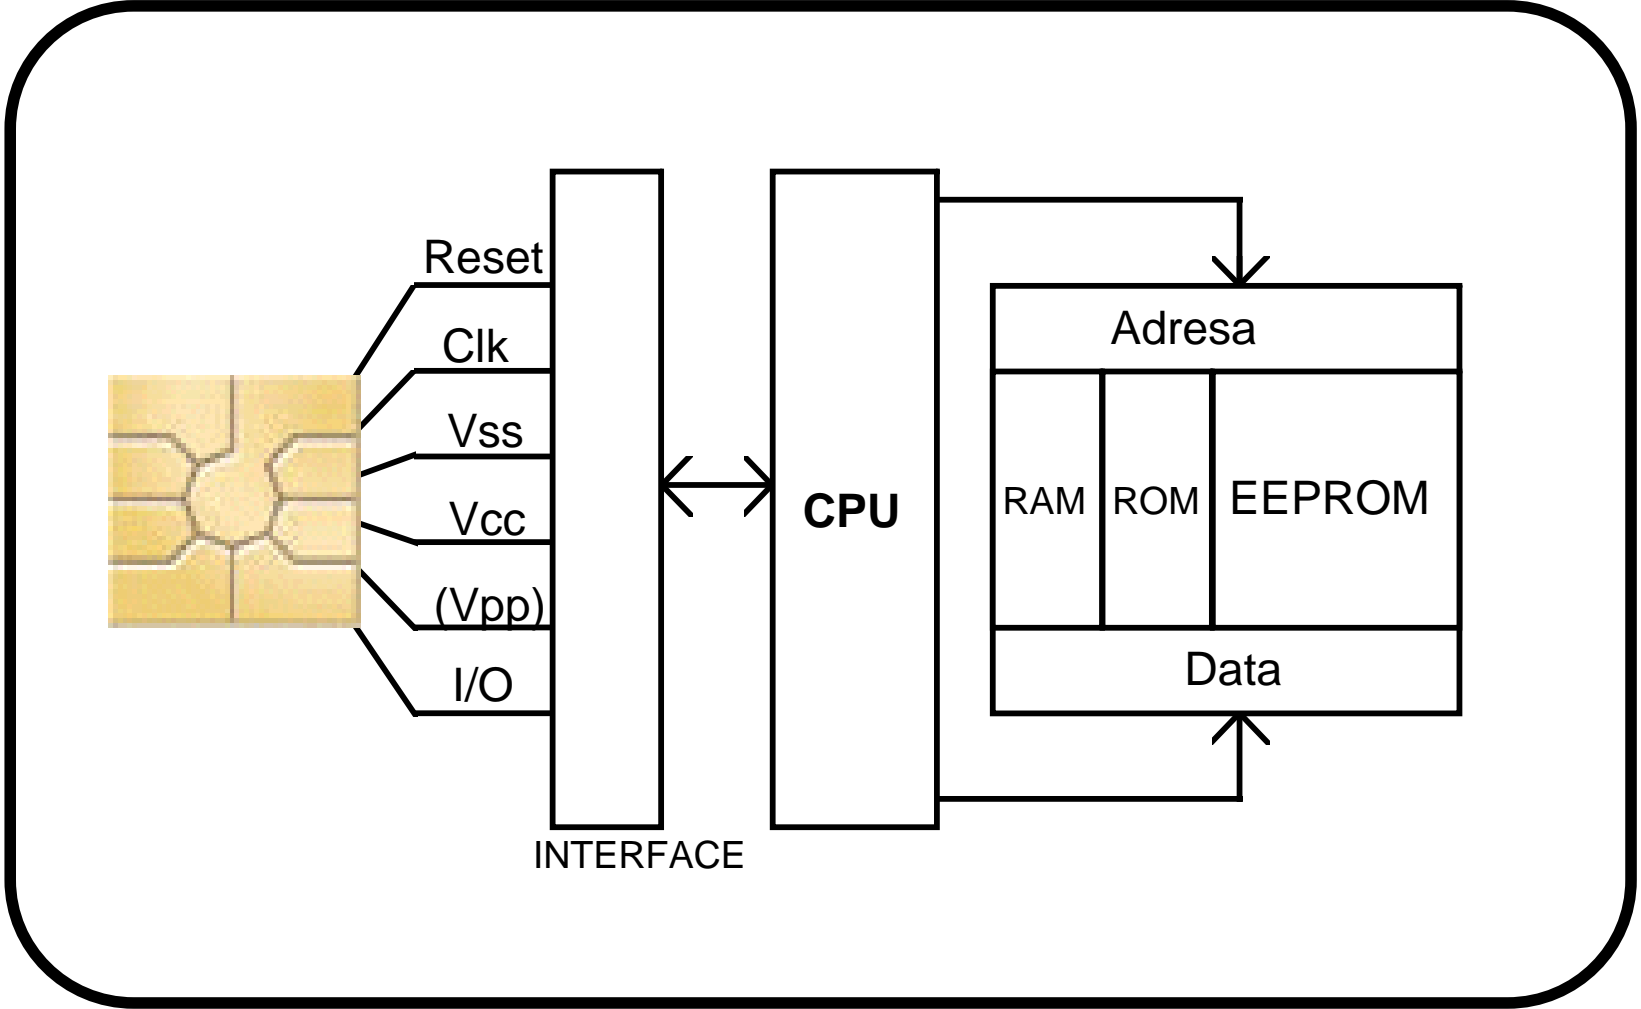 Reset
Clk
Vss
Vcc
(Vpp)
I/O
INTERFACE
CPU
Adresa
RAM
ROM
EEPROM
Data